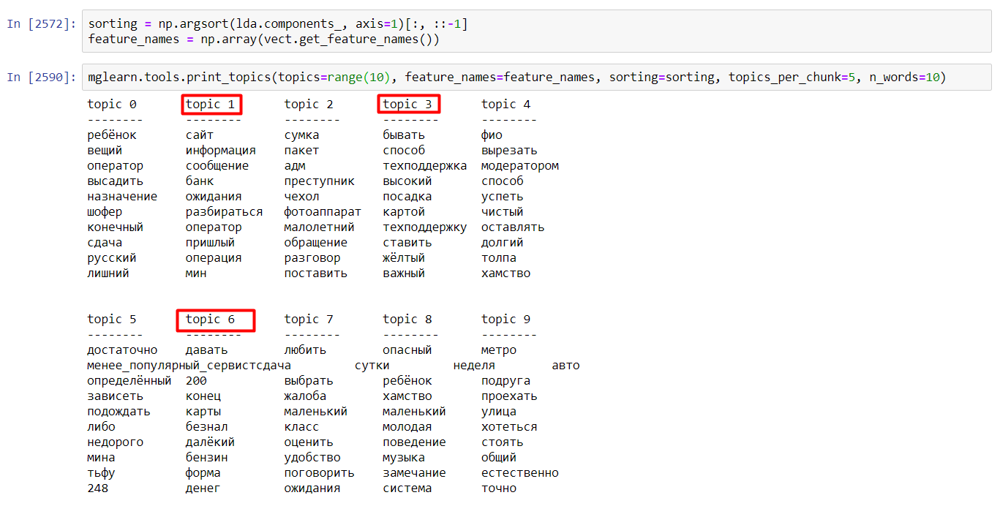 In [2572]: sorting = np.argsort(lda.components_, axis=1)[:, ::-1]
feature_names = np.array(vect.get_feature_names())
In [2590]: mglearn.tools.print_topics(topics=range(10), feature_names=feature_names, sorting=sorting, topics_per_chunk=5, n_words=10)
topic 0 topic 1 topic 2 topic 3 topic 4
-------- -------- -------- -------- --------
ребёнок сайт сумка бывать фио
вещий информация пакет способ вырезать
оператор сообщение адм техподдержка модератором
высадить банк преступник высокий способ
назначение ожидания чехол посадка успеть
шофер разбираться фотоаппарат картой чистый
конечный оператор малолетний техподдержку оставлять
сдача пришлый обращение ставить долгий
русский операция разговор жёлтый толпа
лишний мин поставить важный хамство
topic 5 topic 6 topic 7 topic 8 topic 9
-------- -------- -------- -------- --------
достаточно давать любить опасный метро
менее_популярный_сервистсдача сутки неделя авто
определённый 200 выбрать ребёнок подруга
зависеть конец жалоба хамство проехать
подождать карты маленький маленький улица
либо безнал класс молодая хотеться
недорого далёкий оценить поведение стоять
мина бензин удобство музыка общий
тьфу форма поговорить замечание естественно
248 денег ожидания система точно